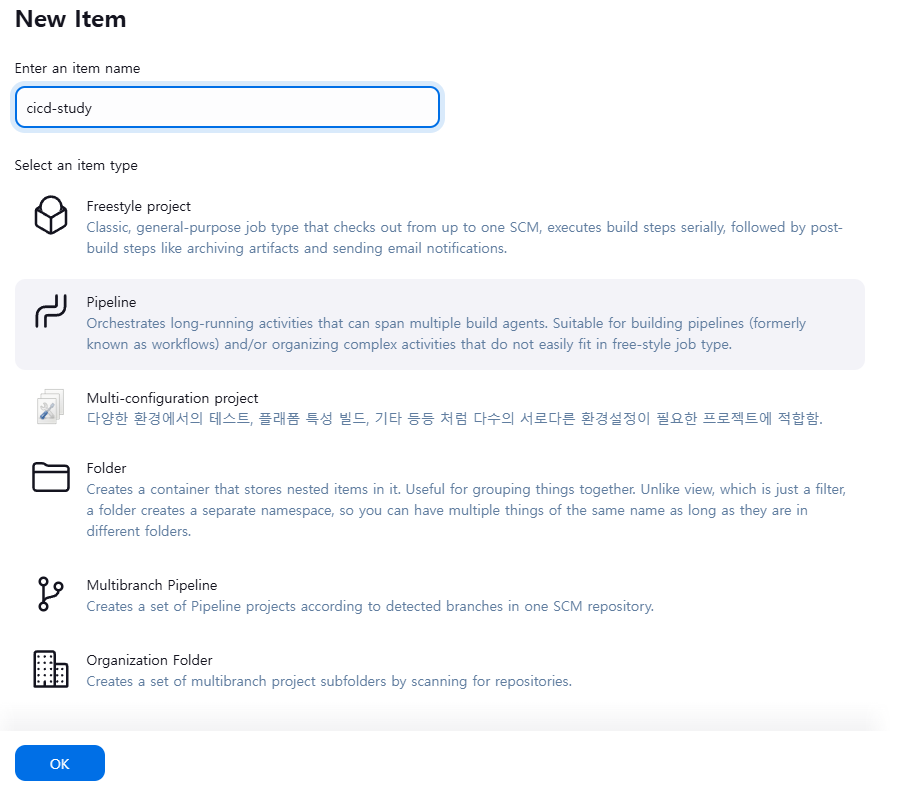 New Item
Enter an item name
cicd-study
Select an item type
Freestyle project
Classic, general-purpose job type that checks out from up to one SCM, executes build steps serially, followed by post-
build steps like archiving artifacts and sending email notifications.
Pipeline
Orchestrates long-running activities that can span multiple build agents. Suitable for building pipelines (formerly
known as workflows) and/or organizing complex activities that do not easily fit in free-style job type.
Multi-configuration project
다양한 환경에서의 테스트, 플래폼 특성 빌드, 기타 등등 처럼 다수의 서로다른 환경설정이 필요한 프로젝트에 적합함.
Folder
Creates a container that stores nested items in it. Useful for grouping things together. Unlike view, which is just a filter,
a folder creates a separate namespace, so you can have multiple things of the same name as long as they are in
different folders.
Multibranch Pipeline
Creates a set of Pipeline projects according to detected branches in one SCM repository.
Organization Folder
Creates a set of multibranch project subfolders by scanning for repositories.
OK